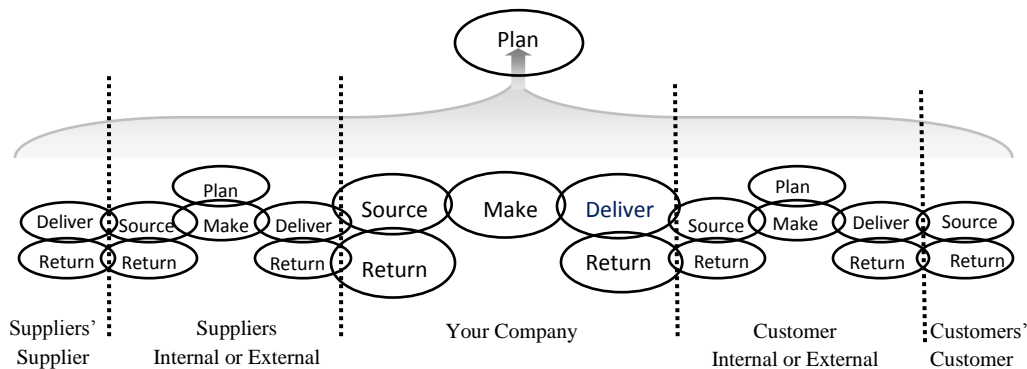 Plan
Plan
Plan
Deliver
Source
Make
Deliver
Source
Make
Deliver
Source
Make
Deliver
Source
Return
Return
Return
Return
Return
Return
Return
Return
Suppliers’
Supplier
Suppliers
Internal or External
Your Company
Customer
Internal or External
Customers’
Customer